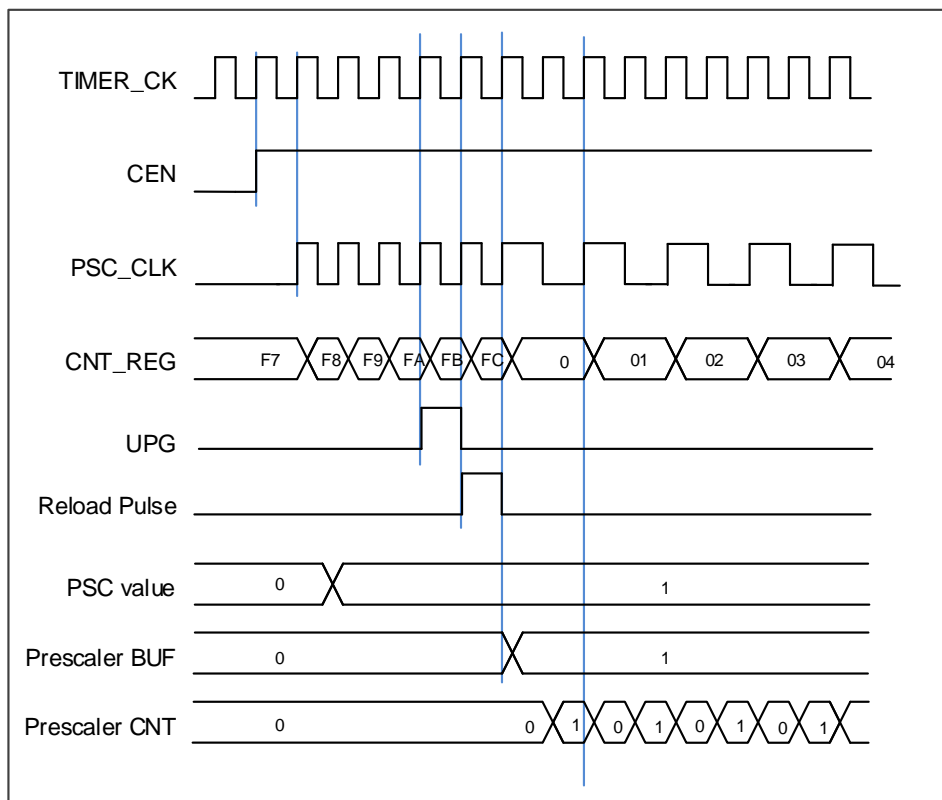 TIMER_CK
CEN
PSC_CLK
CNT_REG F7 F8 F9 FA FB FC 0 01 02 03 04
UPG
Reload Pulse
PSC value 0 1
Prescaler BUF 0 1
Prescaler CNT 0 0 1 0 1 0 1 0 1